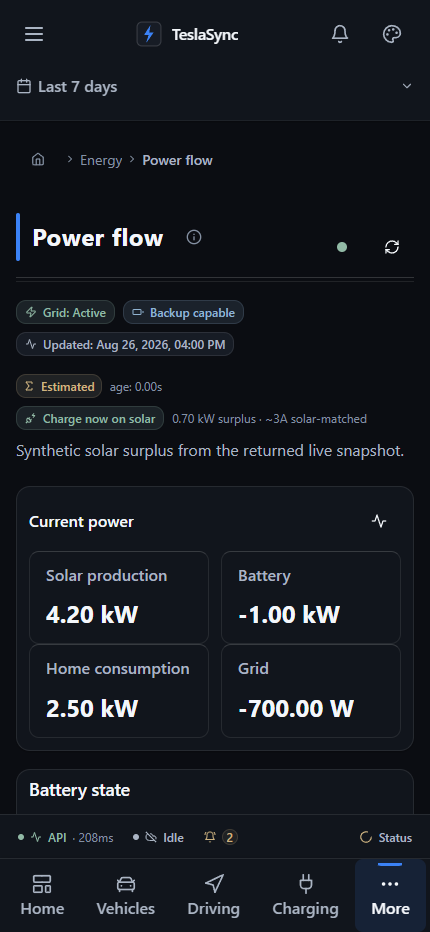 TeslaSync
Last 7 days
Energy > Power flow
Power flow
Grid: Active
Backup capable
Updated: Aug 26, 2026, 04:00 PM
Estimated
age: 0.00s
Charge now on solar
0.70 kW surplus · ~3A solar-matched
Synthetic solar surplus from the returned live snapshot.
Current power
Solar production
4.20 kW
Battery
-1.00 kW
Home consumption
2.50 kW
Grid
-700.00 W
Battery state
API · 208ms
Idle
2
Status
Home
Vehicles
Driving
Charging
More